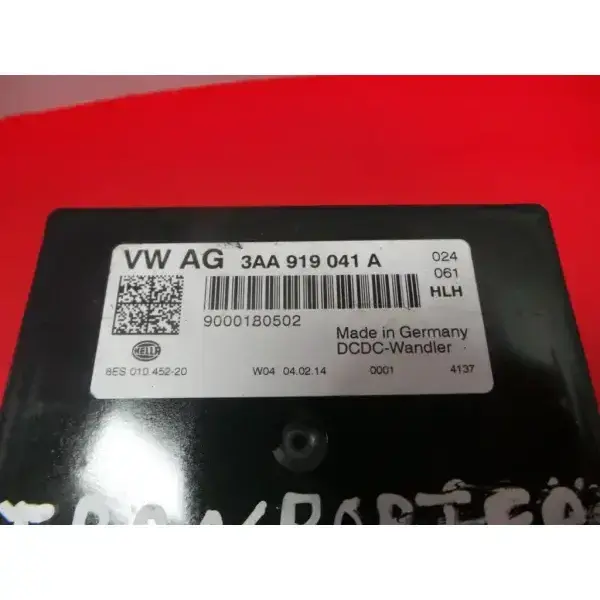 VW AG 3AA 919 041 A 024
061
HLH
9000180502
Made in Germany
DCDC-Wandler
HELLA
8ES 010 452-20 W04 04.02.14 0001 4137
TRANSPORTER